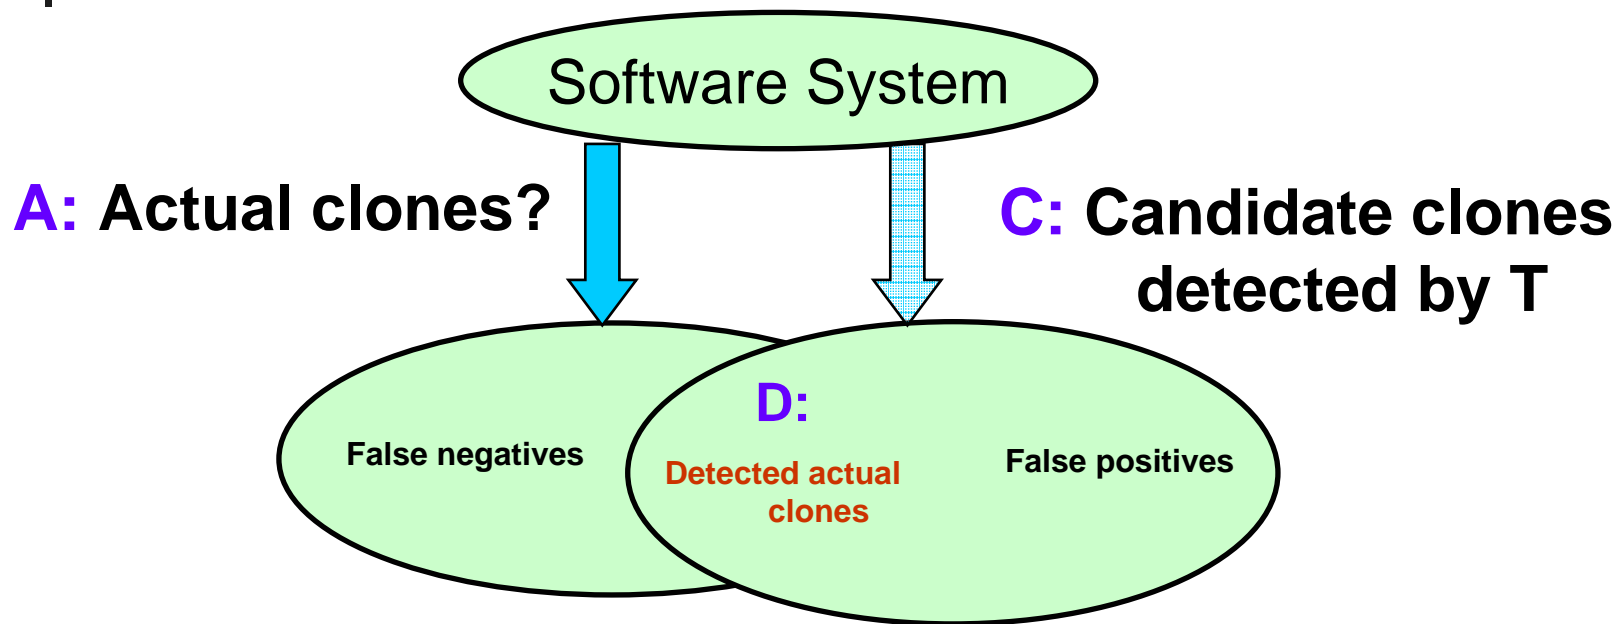 Software System
A: Actual clones?
C: Candidate clones
detected by T
D:
False negatives
Detected actual
clones
False positives